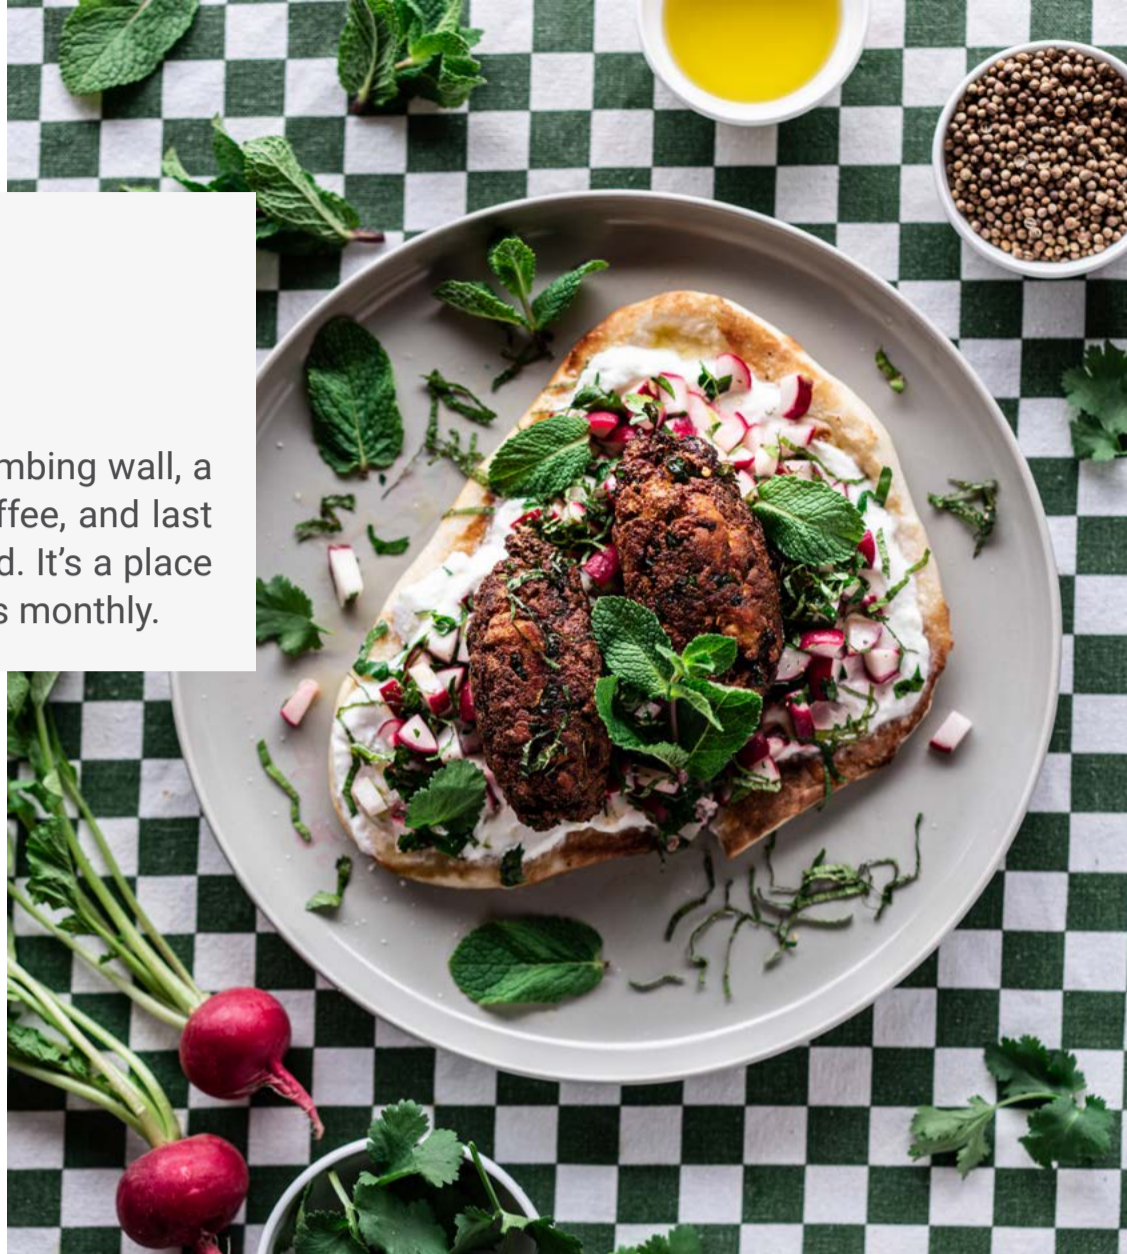 mbing wall, a
ffee, and last
d. It’s a place
s monthly.